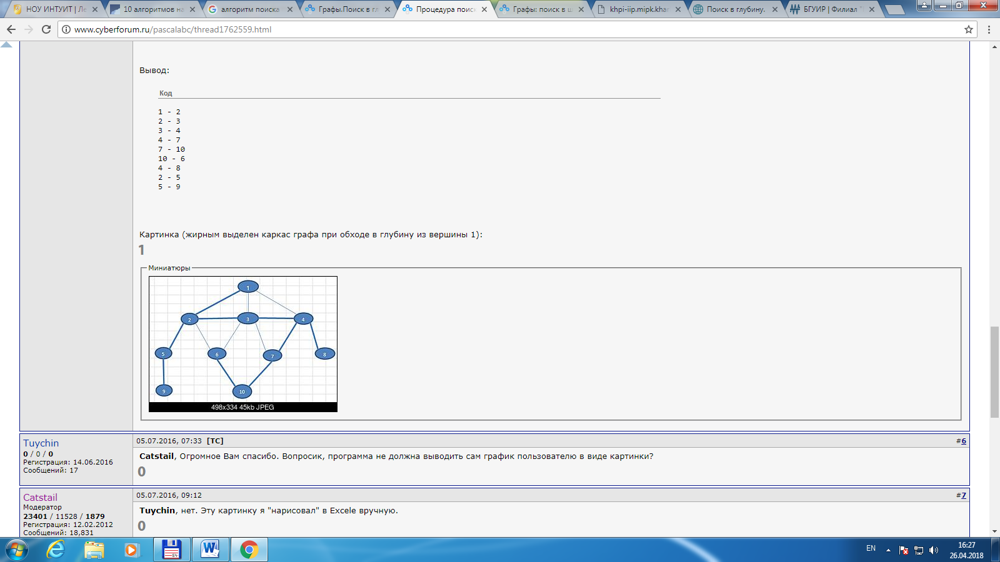 НОУ ИНТУИТ | Ле
10 алгоритмов на
алгоритм поиска
Графы.Поиск в гл
Процедура поиск
Графы: поиск в ш
khpi-iip.mipk.khar
Поиск в глубину.
БГУИР | Филиал "
www.cyberforum.ru/pascalabc/thread1762559.html
Вывод:
Код
1 - 2
2 - 3
3 - 4
4 - 7
7 - 10
10 - 6
4 - 8
2 - 5
5 - 9
Картинка (жирным выделен каркас графа при обходе в глубину из вершины 1):
1
Миниатюры
1
2 3 4
5 6 7 8
9 10
498x334 45kb JPEG
Tuychin
0 / 0 / 0
Регистрация: 14.06.2016
Сообщений: 17
05.07.2016, 07:33 [ТС]
#6
Catstail, Огромное Вам спасибо. Вопросик, программа не должна выводить сам график пользователю в виде картинки?
0
Catstail
Модератор
23401 / 11528 / 1879
Регистрация: 12.02.2012
Сообщений: 18,831
05.07.2016, 09:12
#7
Tuychin, нет. Эту картинку я "нарисовал" в Excele вручную.
0
64
EN
16:27
26.04.2018